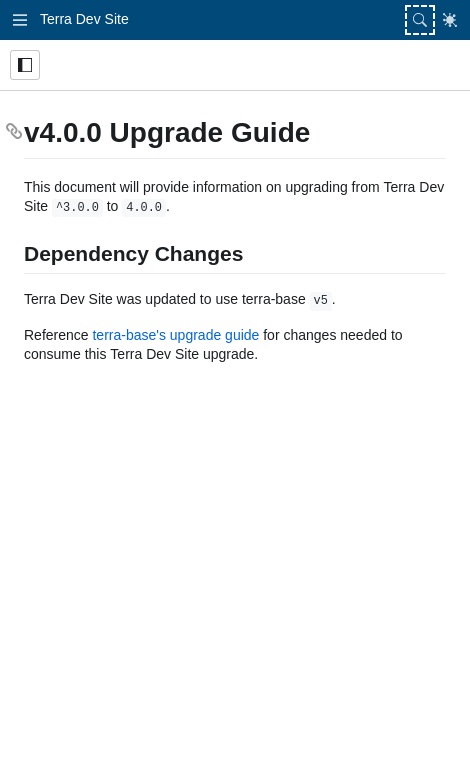 Terra Dev Site
v4.0.0 Upgrade Guide
This document will provide information on upgrading from Terra Dev
Site ^3.0.0 to 4.0.0.
Dependency Changes
Terra Dev Site was updated to use terra-base v5.
Reference terra-base's upgrade guide for changes needed to
consume this Terra Dev Site upgrade.